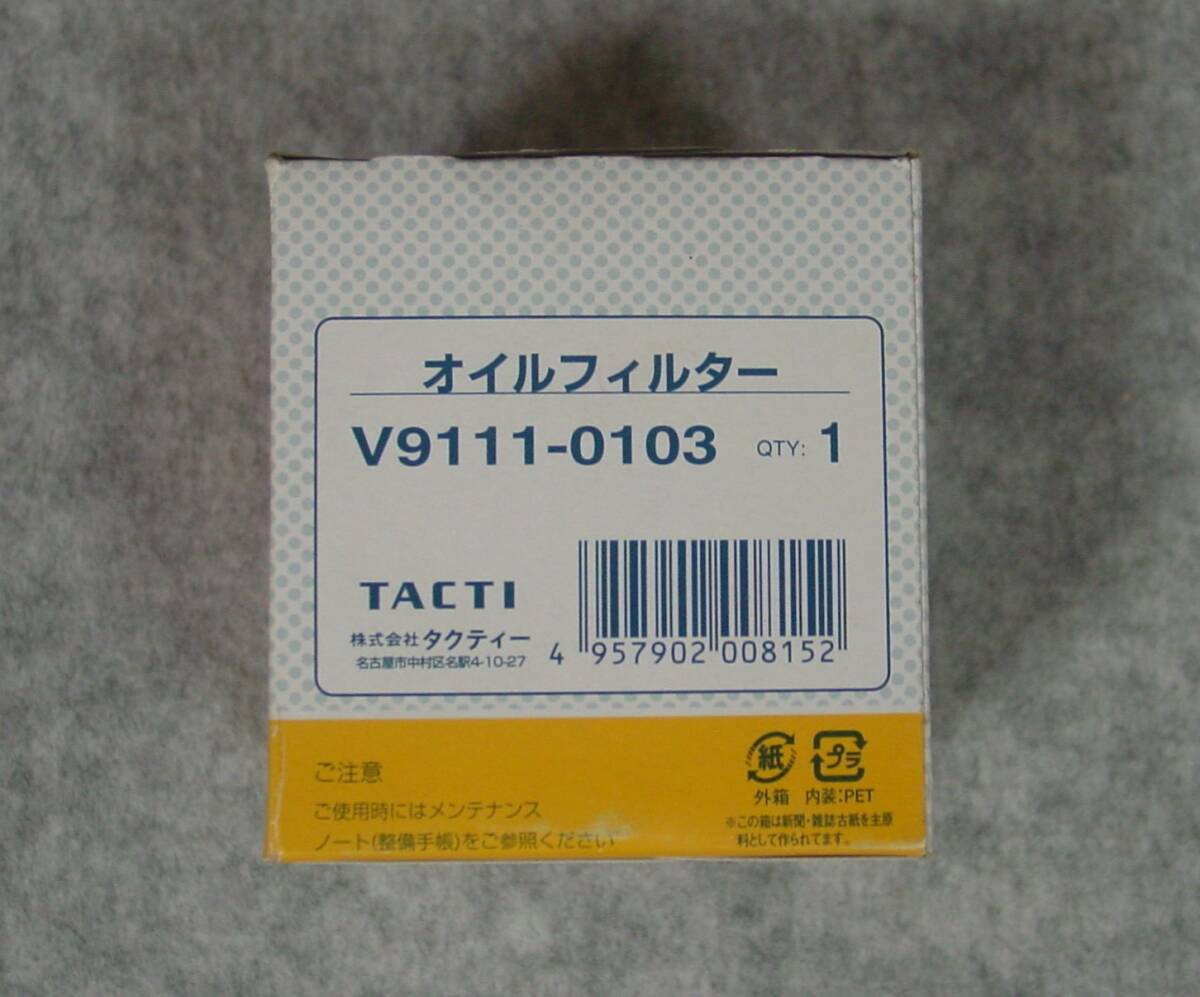 オイルフィルター
V9111-0103 QTY: 1
TACTI
株式会社 タクティー
名古屋市中村区名駅4-10-27
4 957902 008152
ご注意
ご使用時にはメンテナンス
ノート(整備手帳)をご参照ください
紙 プラ
外箱 内装:PET
※この箱は新聞・雑誌古紙を主原
料として作られてます。